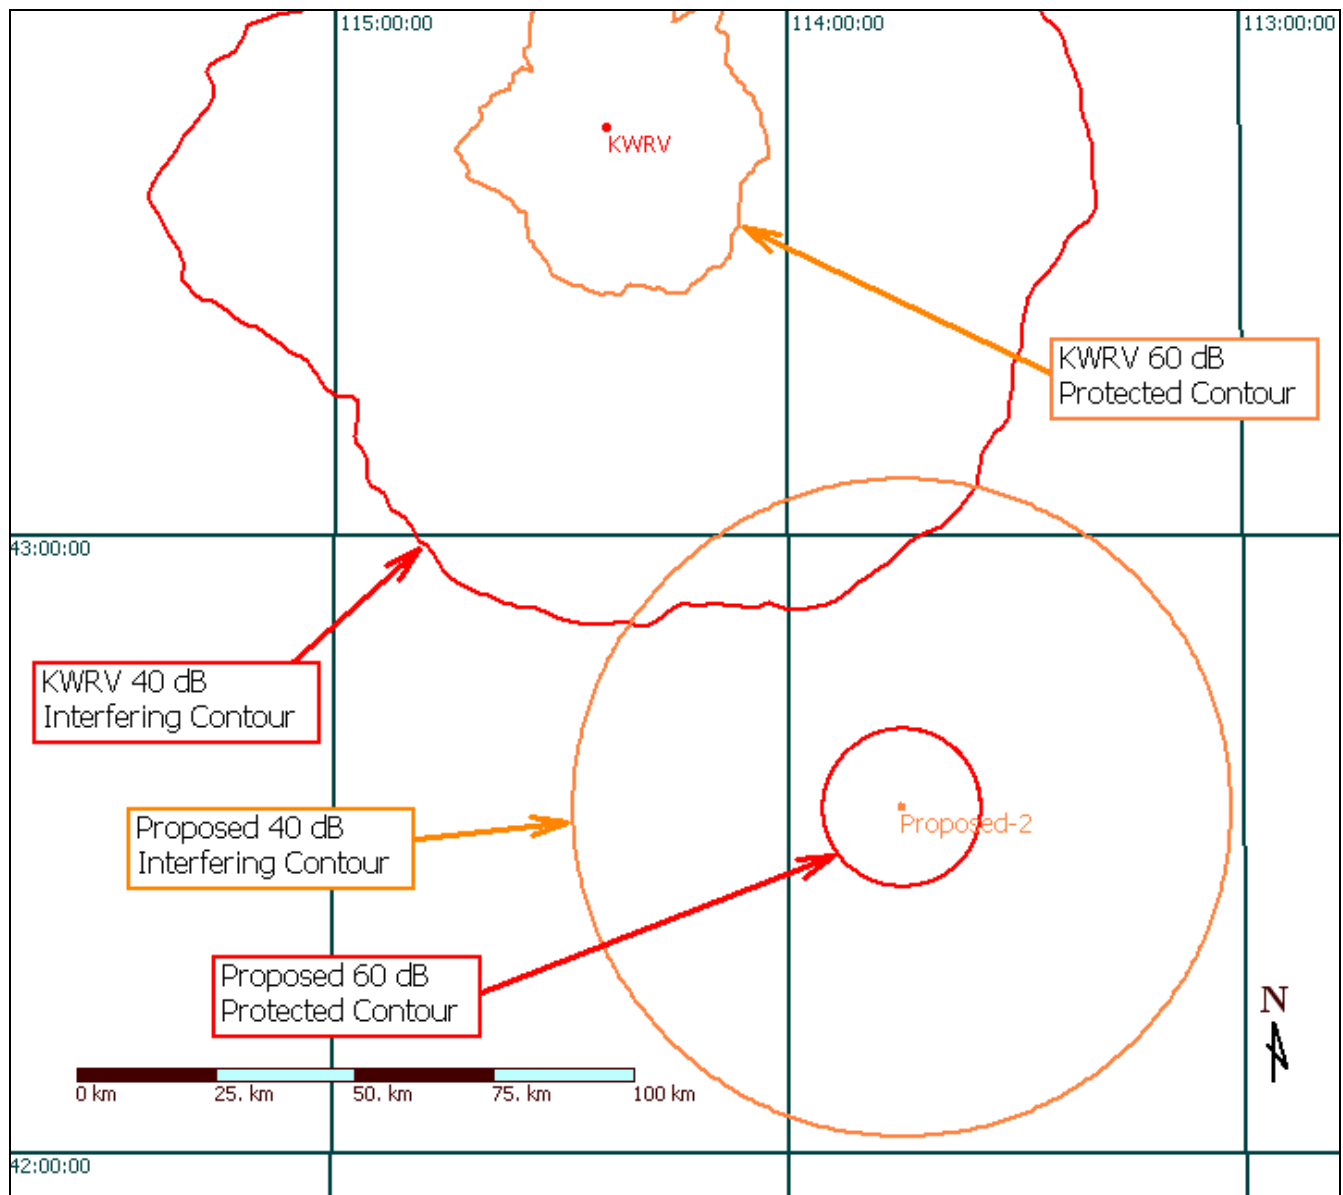 115:00:00
114:00:00
113:00:00
KWRV
KWRV 60 dB
Protected Contour
43:00:00
KWRV 40 dB
Interfering Contour
Proposed 40 dB
Interfering Contour
Proposed-2
Proposed 60 dB
Protected Contour
N
0 km
25. km
50. km
75. km
100 km
42:00:00